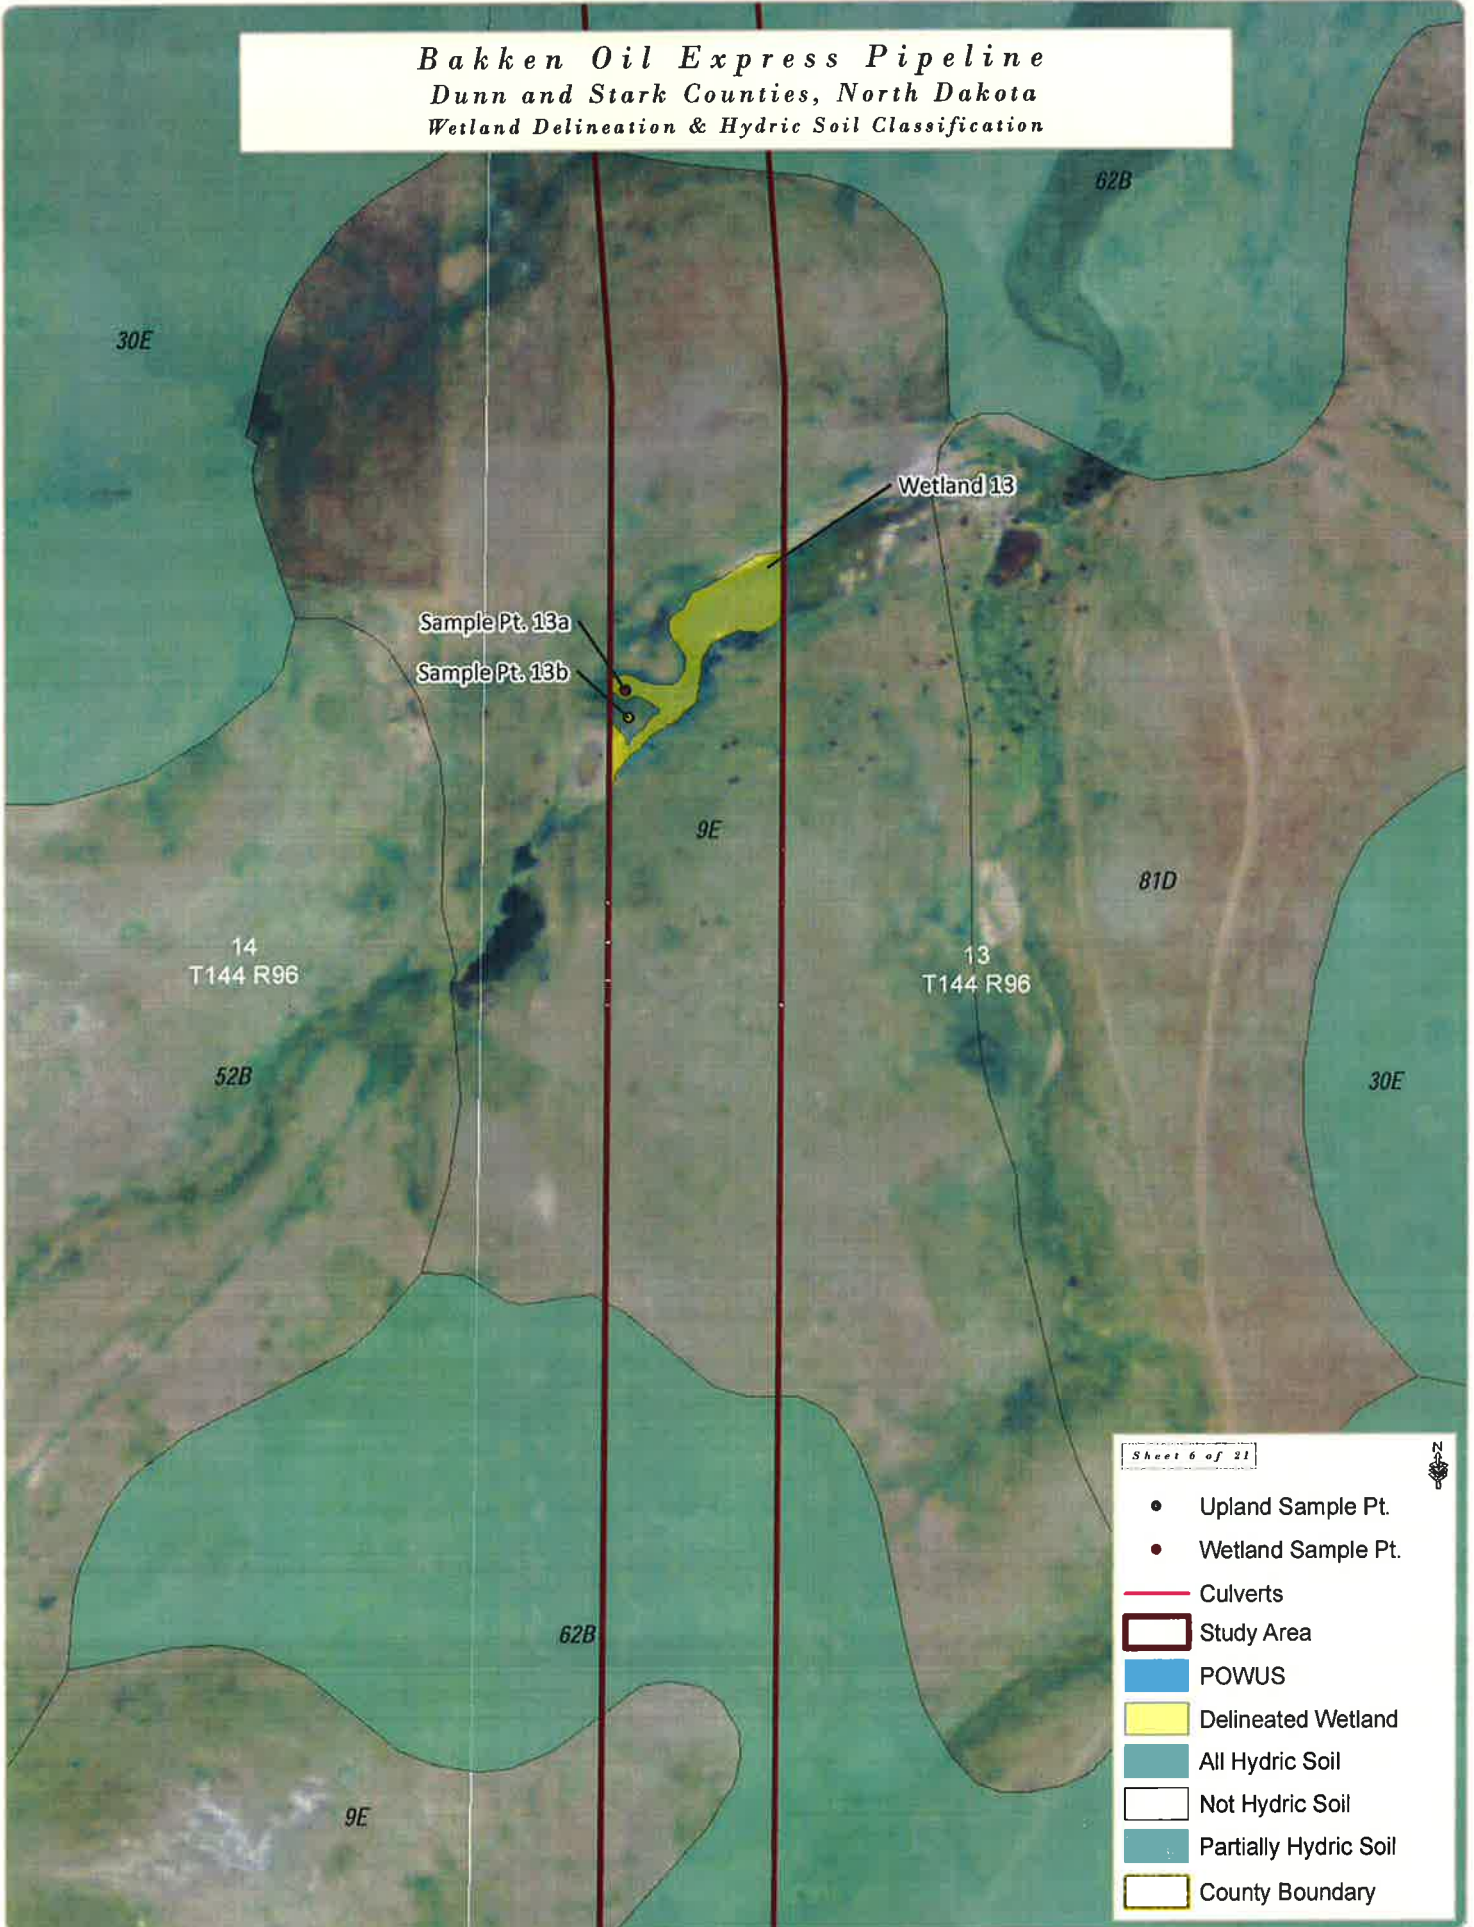 Bakken Oil Express Pipeline
Dunn and Stark Counties, North Dakota
Wetland Delineation & Hydric Soil Classification
62B
30E
Wetland 13
Sample Pt. 13a
Sample Pt. 13b
9E
81D
14
T144 R96
13
T144 R96
52B
30E
62B
9E
Sheet 6 of 21
N
Upland Sample Pt.
Wetland Sample Pt.
Culverts
Study Area
POWUS
Delineated Wetland
All Hydric Soil
Not Hydric Soil
Partially Hydric Soil
County Boundary